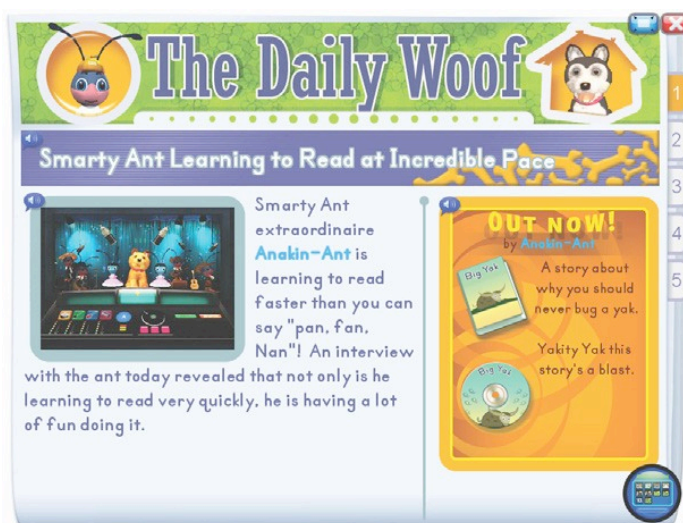 The Daily Woof
1
2
3
4
5
Smarty Ant Learning to Read at Incredible Pace
Smarty Ant
extraordinaire
Anakin-Ant is
learning to read
faster than you can
say "pan, fan,
Nan"! An interview
with the ant today revealed that not only is he
learning to read very quickly, he is having a lot
of fun doing it.
OUT NOW!
by Anakin-Ant
Big Yak
A story about
why you should
never bug a yak.
Yakity Yak this
story's a blast.
Big Yak